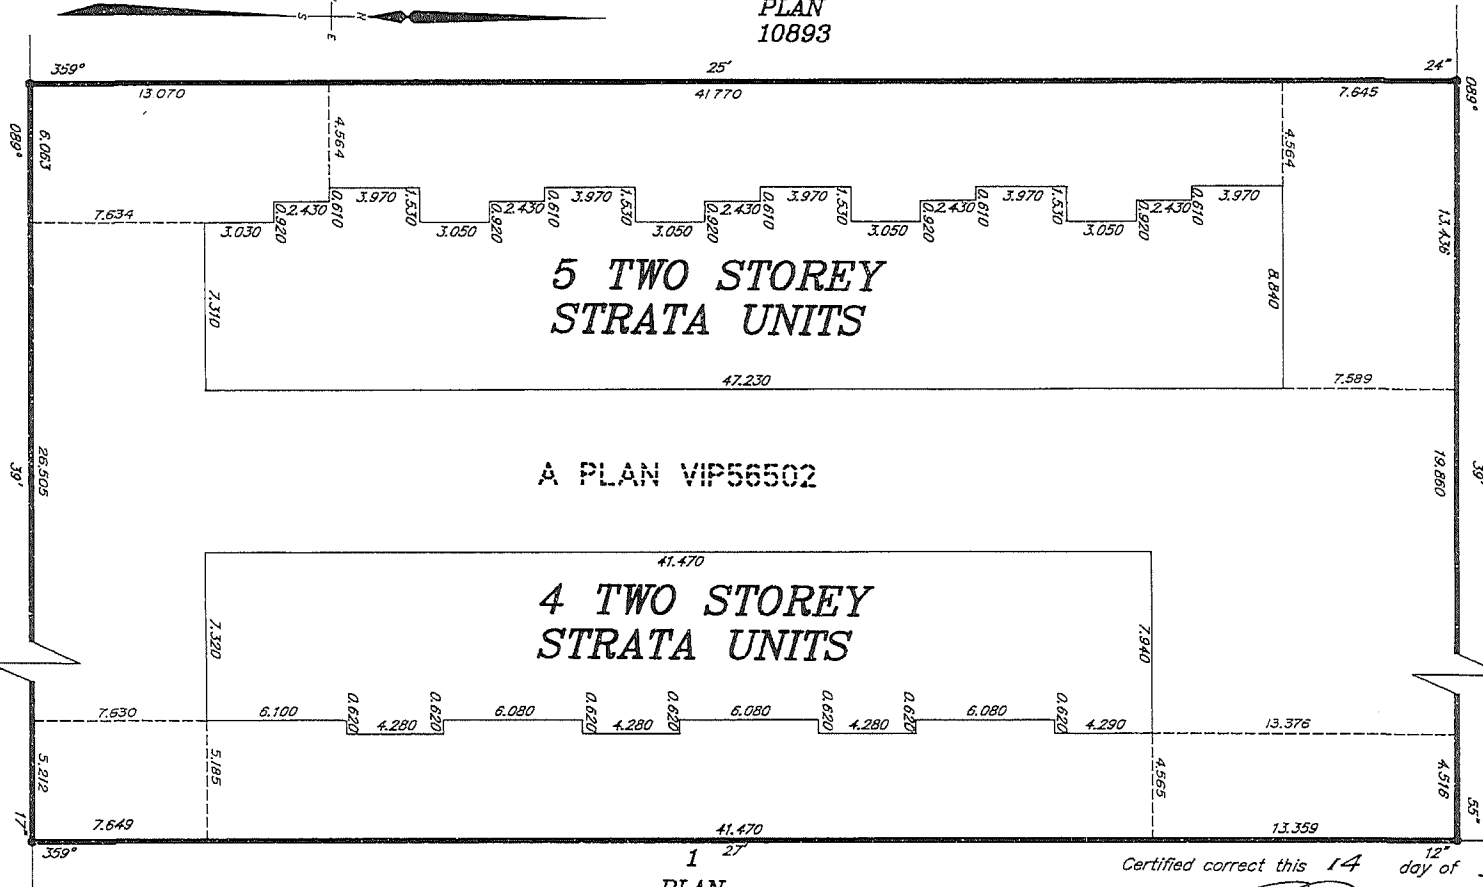 PLAN
10893
S N
E
359° 25' 24"
13.070 41.770 7.645
089° 6.063 4.564 4.564 089°
3.970 3.970 3.970 3.970 3.970
2.430 2.430 2.430 2.430 2.430
0.920 0.610 1.530 0.920 0.610 1.530 0.920 0.610 1.530 0.920 0.610 1.530 0.920 0.610
7.634 3.030 3.050 3.050 3.050 3.050 13.436
5 TWO STOREY
STRATA UNITS
7.310 8.840
47.230 7.589
39' 26.505 19.860 39'
A PLAN VIP56502
41.470
4 TWO STOREY
STRATA UNITS
7.320 7.940
7.630 6.100 0.620 4.280 0.620 6.080 0.620 4.280 0.620 6.080 0.620 4.280 0.620 6.080 0.620 4.290 13.376
17" 5.212 5.185 4.565 4.518 55"
7.649 41.470 13.359
359° 27' 12"
1
PLAN
Certified correct this 14 day of